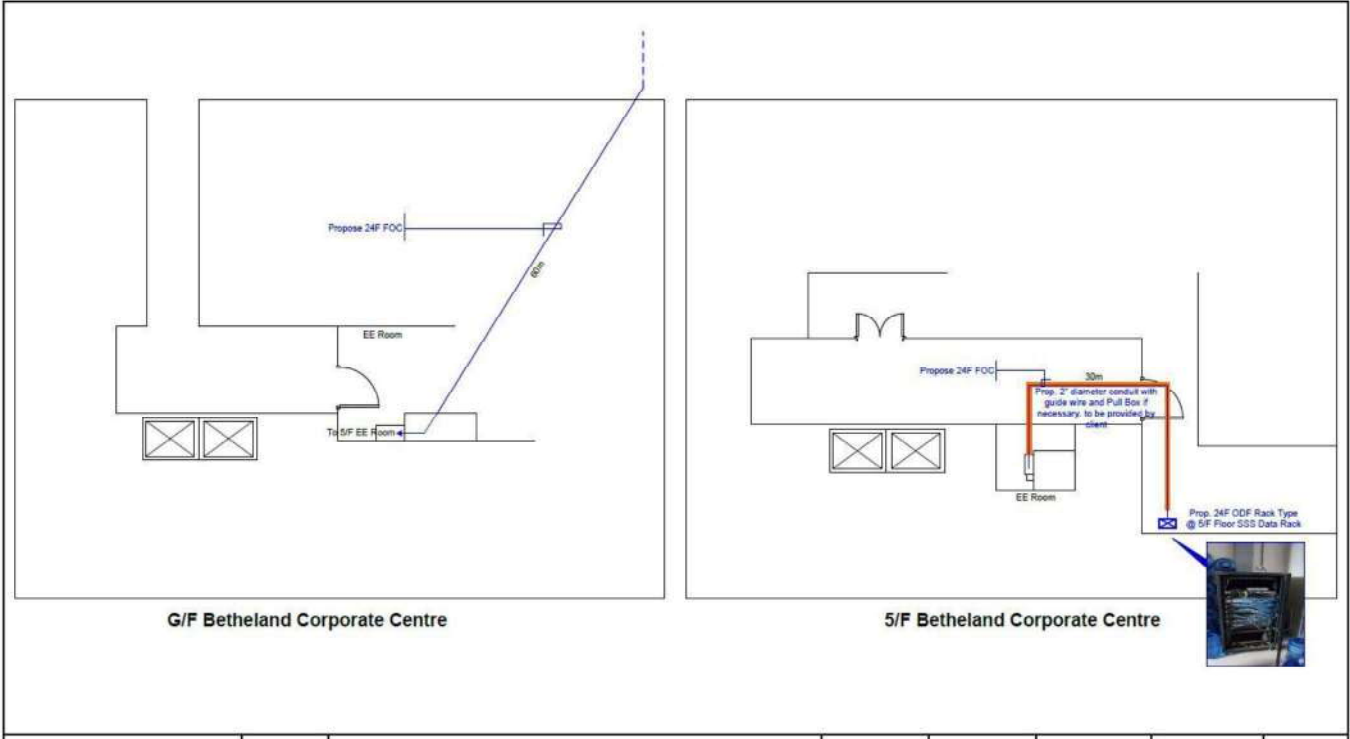 Propose 24F FOC
60m
EE Room
To 5/F EE Room
G/F Betheland Corporate Centre
Propose 24F FOC
30m
Prop. 2" diameter conduit with
guide wire and Pull Box if
necessary, to be provided by
client
EE Room
Prop. 24F ODF Rack Type
@ 5/F Floor SSS Data Rack
5/F Betheland Corporate Centre